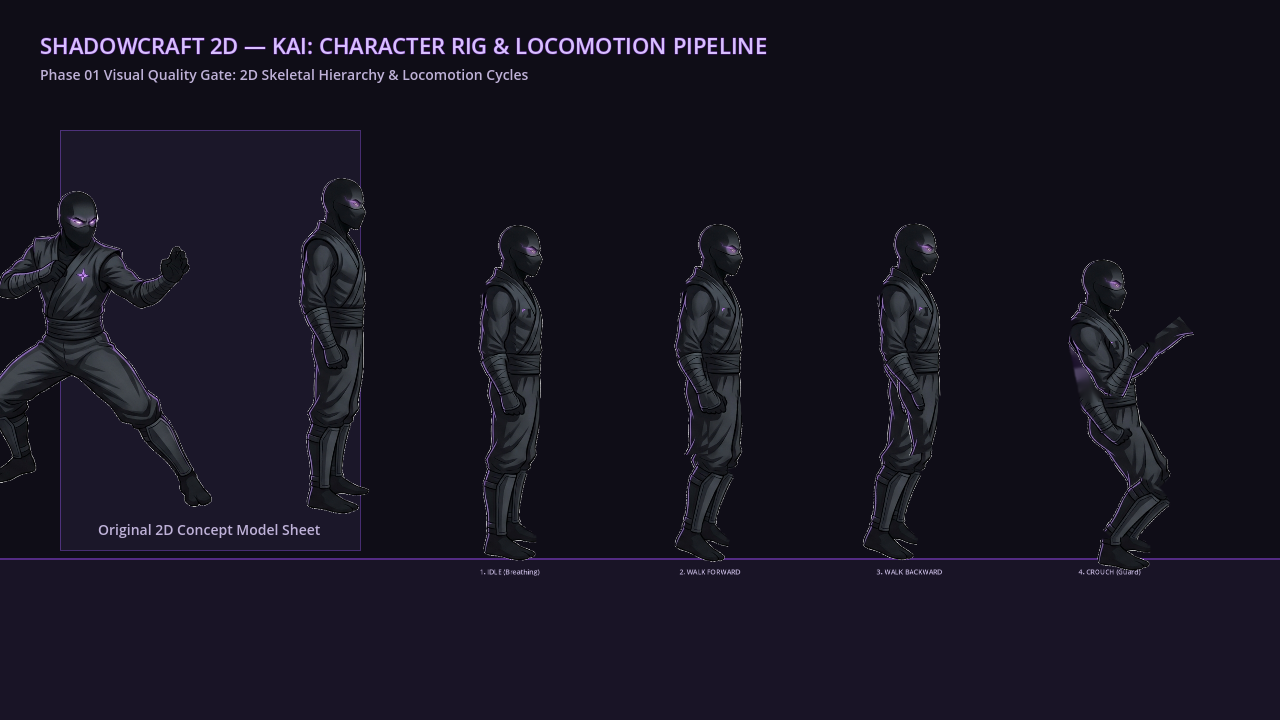 SHADOWCRAFT 2D — KAI: CHARACTER RIG & LOCOMOTION PIPELINE
Phase 01 Visual Quality Gate: 2D Skeletal Hierarchy & Locomotion Cycles
Original 2D Concept Model Sheet
1. IDLE (Breathing)
2. WALK FORWARD
3. WALK BACKWARD
4. CROUCH (Guard)